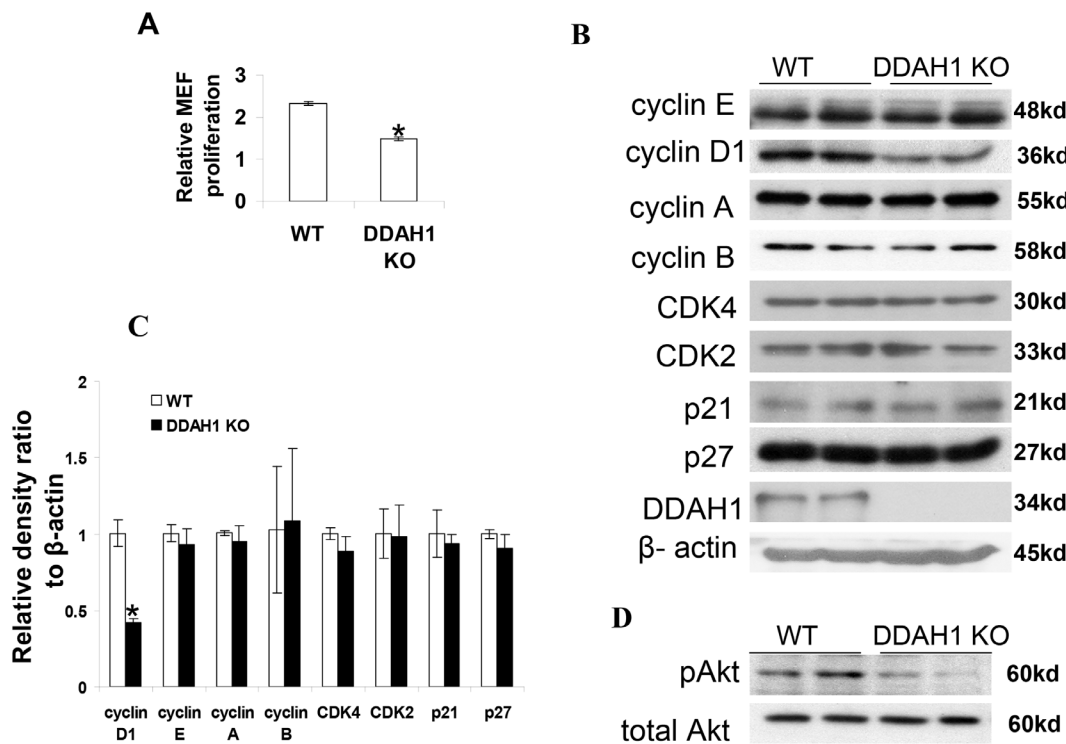 A
Relative MEF
proliferation
3
2
1
0
*
WT
DDAH1
KO
B
WT
DDAH1 KO
cyclin E
48kd
cyclin D1
36kd
cyclin A
55kd
cyclin B
58kd
CDK4
30kd
CDK2
33kd
p21
21kd
p27
27kd
DDAH1
34kd
β- actin
45kd
C
Relative density ratio
to β-actin
2
1.5
1
0.5
0
WT
DDAH1 KO
*
cyclin
D1
cyclin
E
cyclin
A
cyclin
B
CDK4
CDK2
p21
p27
D
WT
DDAH1 KO
pAkt
60kd
total Akt
60kd